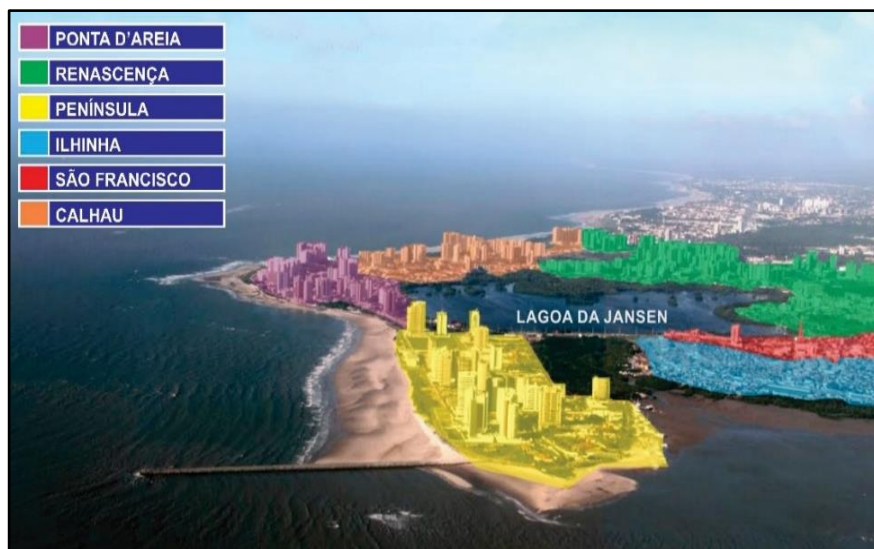 PONTA D'AREIA
RENASCENÇA
PENÍNSULA
ILHINHA
SÃO FRANCISCO
CALHAU
LAGOA DA JANSEN